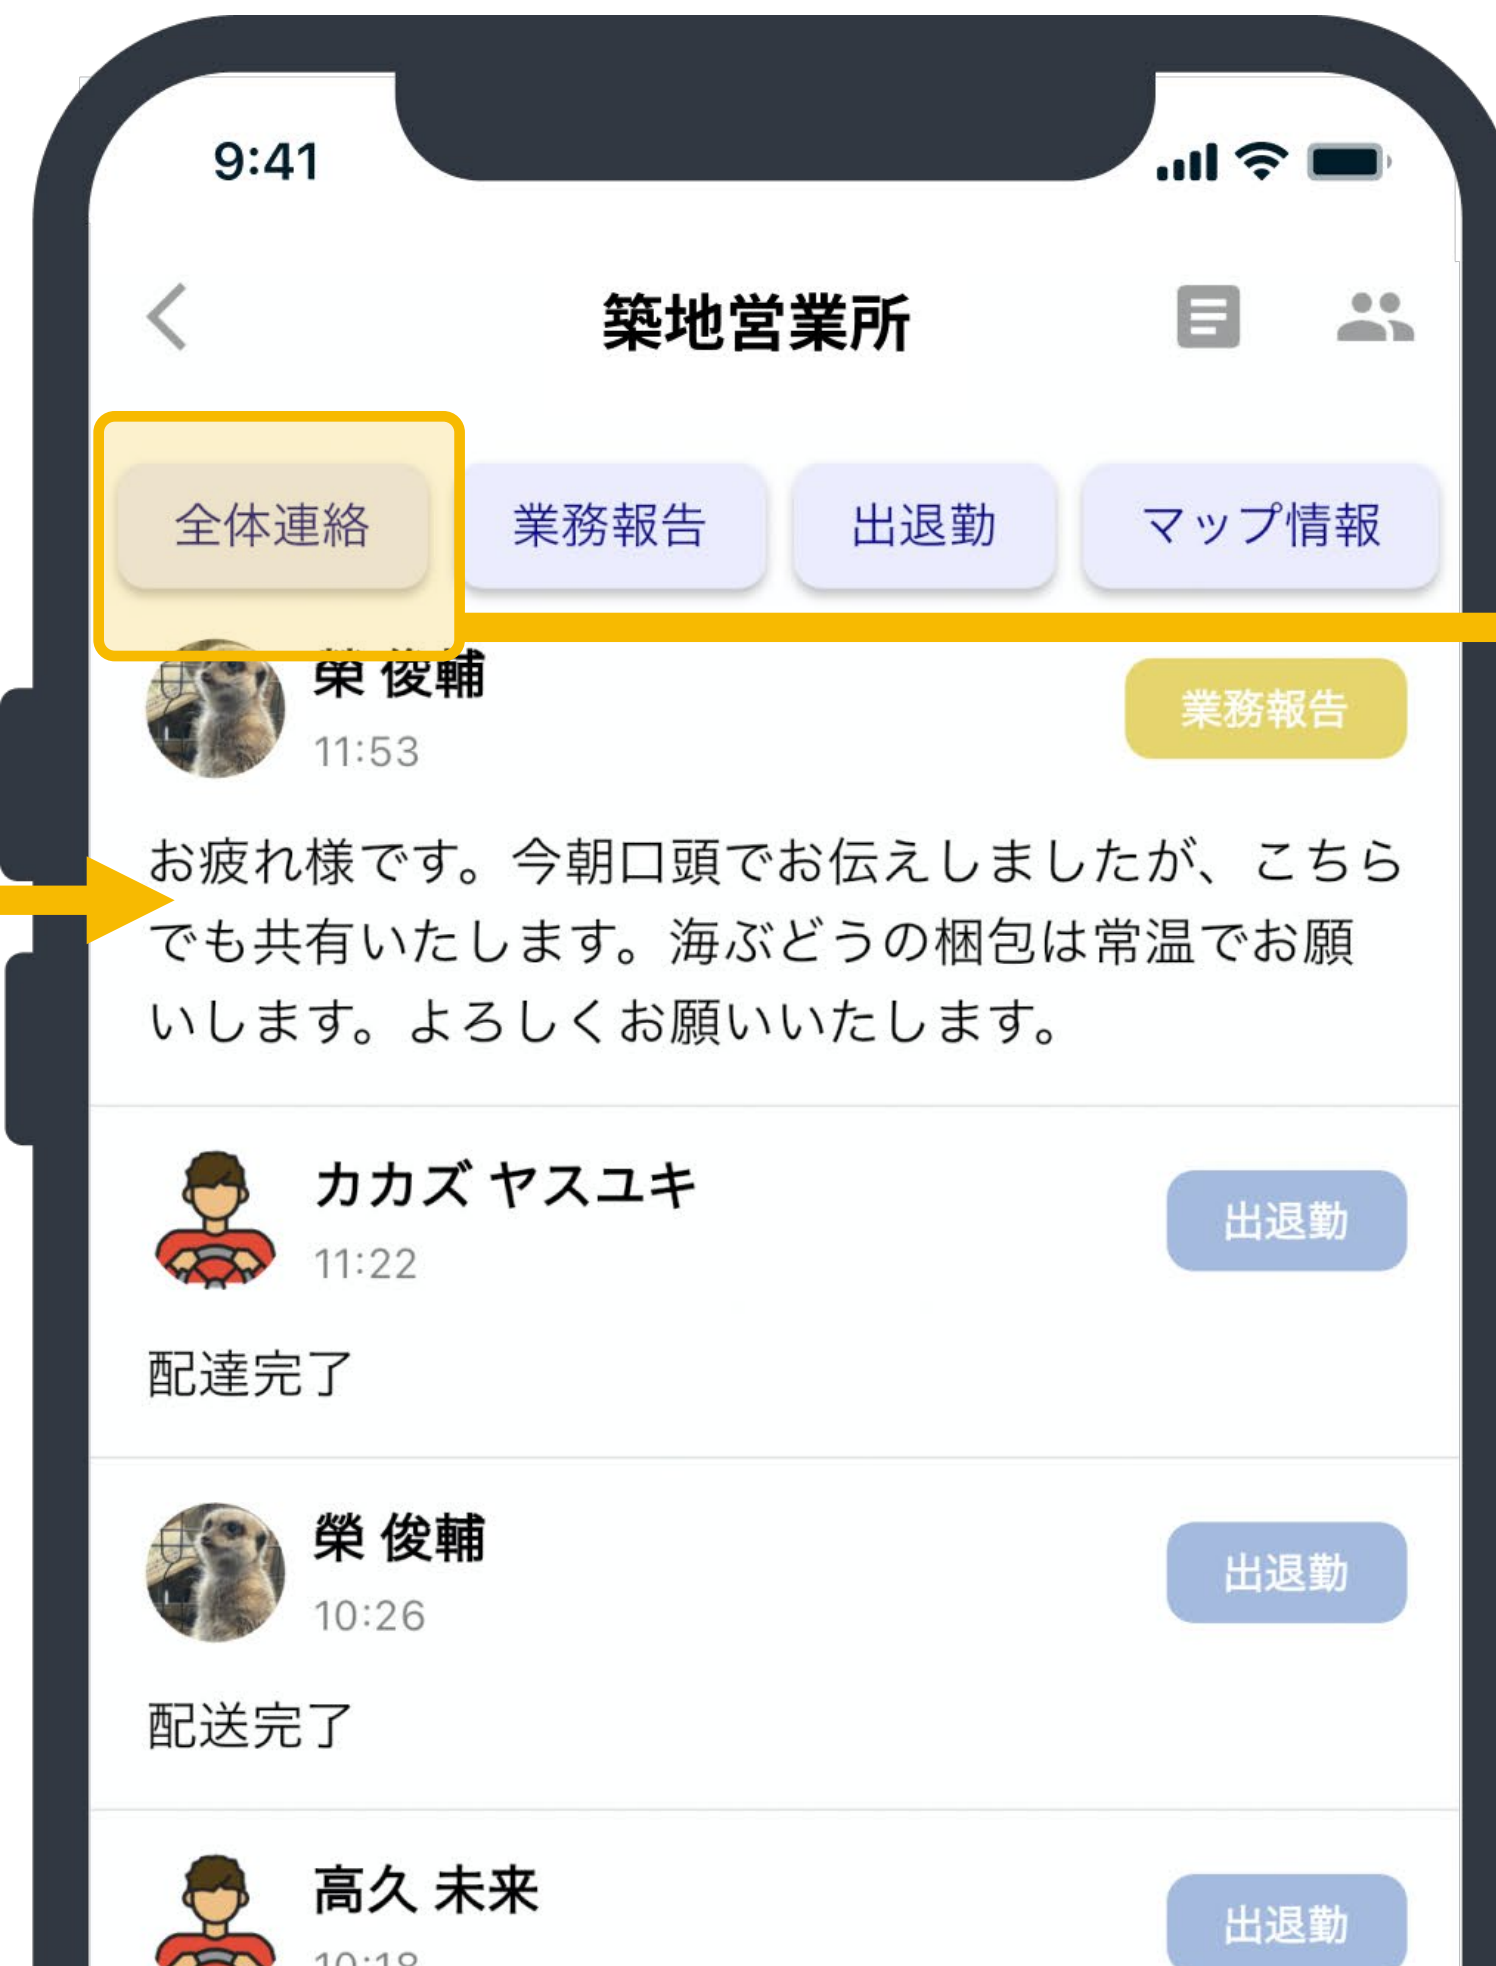 9:41
築地営業所
全体連絡 業務報告 出退勤 マップ情報
榮 俊輔
業務報告
11:53
お疲れ様です。今朝口頭でお伝えしましたが、こちら
でも共有いたします。海ぶどうの梱包は常温でお願
いします。よろしくお願いいたします。
カカズ ヤスユキ
出退勤
11:22
配達完了
榮 俊輔
出退勤
10:26
配送完了
高久 未来
出退勤
10:18